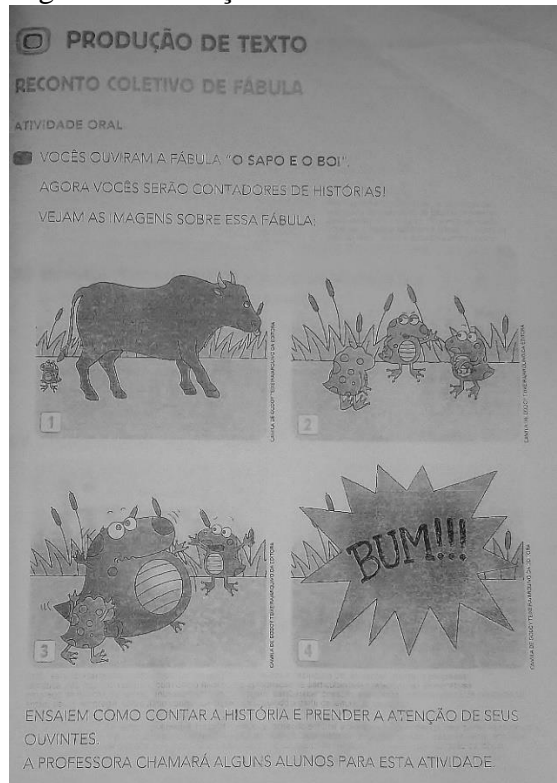 PRODUÇÃO DE TEXTO
RECONTO COLETIVO DE FÁBULA
ATIVIDADE ORAL
VOCÊS OUVIRAM A FÁBULA "O SAPO E O BOI".
AGORA VOCÊS SERÃO CONTADORES DE HISTÓRIAS!
VEJAM AS IMAGENS SOBRE ESSA FÁBULA:
1
2
3
BUM!!!
4
ENSAIEM COMO CONTAR A HISTÓRIA E PRENDER A ATENÇÃO DE SEUS
OUVINTES.
A PROFESSORA CHAMARÁ ALGUNS ALUNOS PARA ESTA ATIVIDADE.